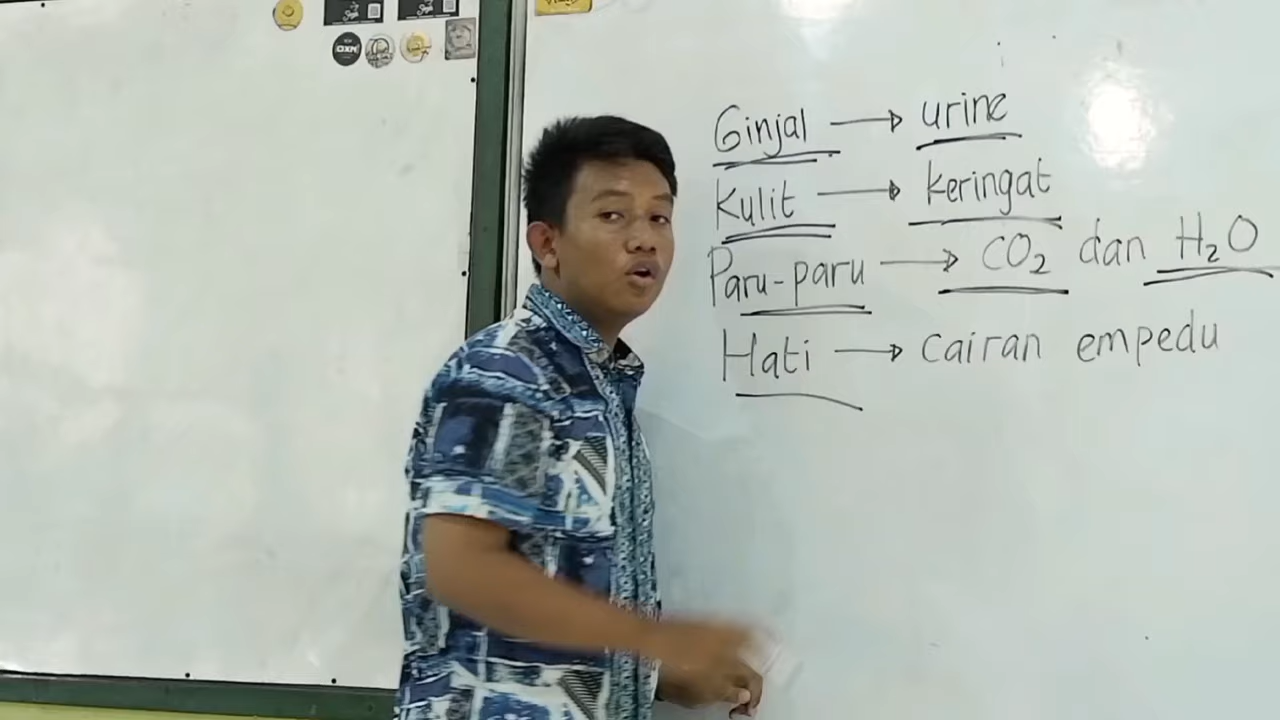 Ginjal → urine
Kulit → keringat
Paru-paru → CO₂ dan H₂O
Hati → cairan empedu